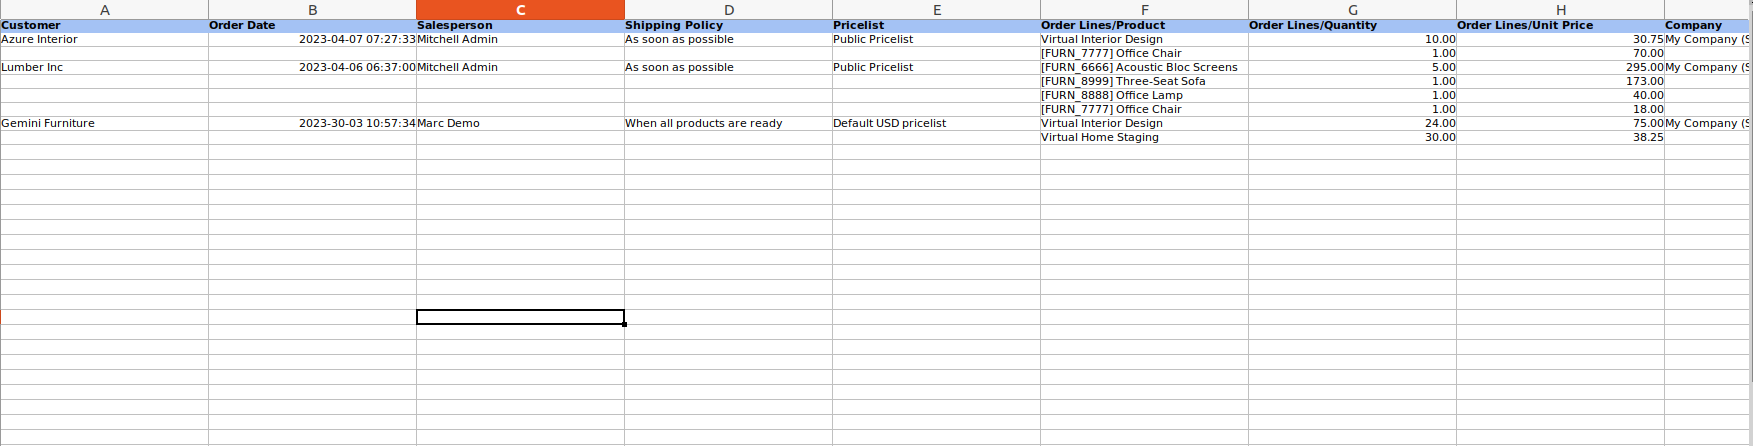 A B C D E F G H
Customer Order Date Salesperson Shipping Policy Pricelist Order Lines/Product Order Lines/Quantity Order Lines/Unit Price Company
Azure Interior 2023-04-07 07:27:33 Mitchell Admin As soon as possible Public Pricelist Virtual Interior Design 10.00 30.75 My Company (S
[FURN_7777] Office Chair 1.00 70.00
Lumber Inc 2023-04-06 06:37:00 Mitchell Admin As soon as possible Public Pricelist [FURN_6666] Acoustic Bloc Screens 5.00 295.00 My Company (S
[FURN_8999] Three-Seat Sofa 1.00 173.00
[FURN_8888] Office Lamp 1.00 40.00
[FURN_7777] Office Chair 1.00 18.00
Gemini Furniture 2023-30-03 10:57:34 Marc Demo When all products are ready Default USD pricelist Virtual Interior Design 24.00 75.00 My Company (S
Virtual Home Staging 30.00 38.25